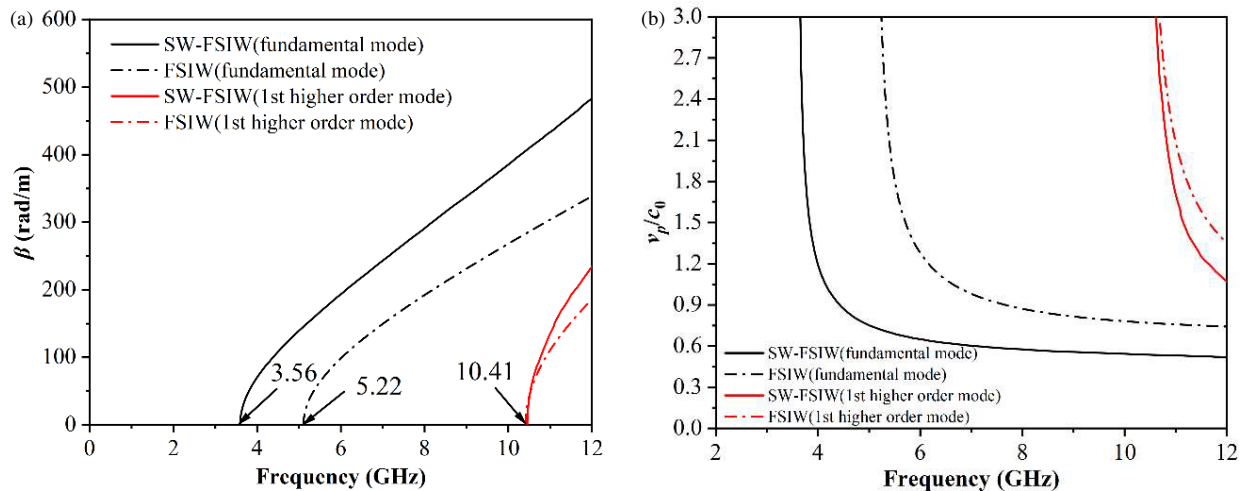 (a)
600
500
400
300
200
100
0
β (rad/m)
SW-FSIW(fundamental mode)
FSIW(fundamental mode)
SW-FSIW(1st higher order mode)
FSIW(1st higher order mode)
3.56
5.22
10.41
0 2 4 6 8 10 12
Frequency (GHz)
(b)
3.0
2.7
2.4
2.1
1.8
1.5
1.2
0.9
0.6
0.3
0.0
vp/c0
SW-FSIW(fundamental mode)
FSIW(fundamental mode)
SW-FSIW(1st higher order mode)
FSIW(1st higher order mode)
2 4 6 8 10 12
Frequency (GHz)